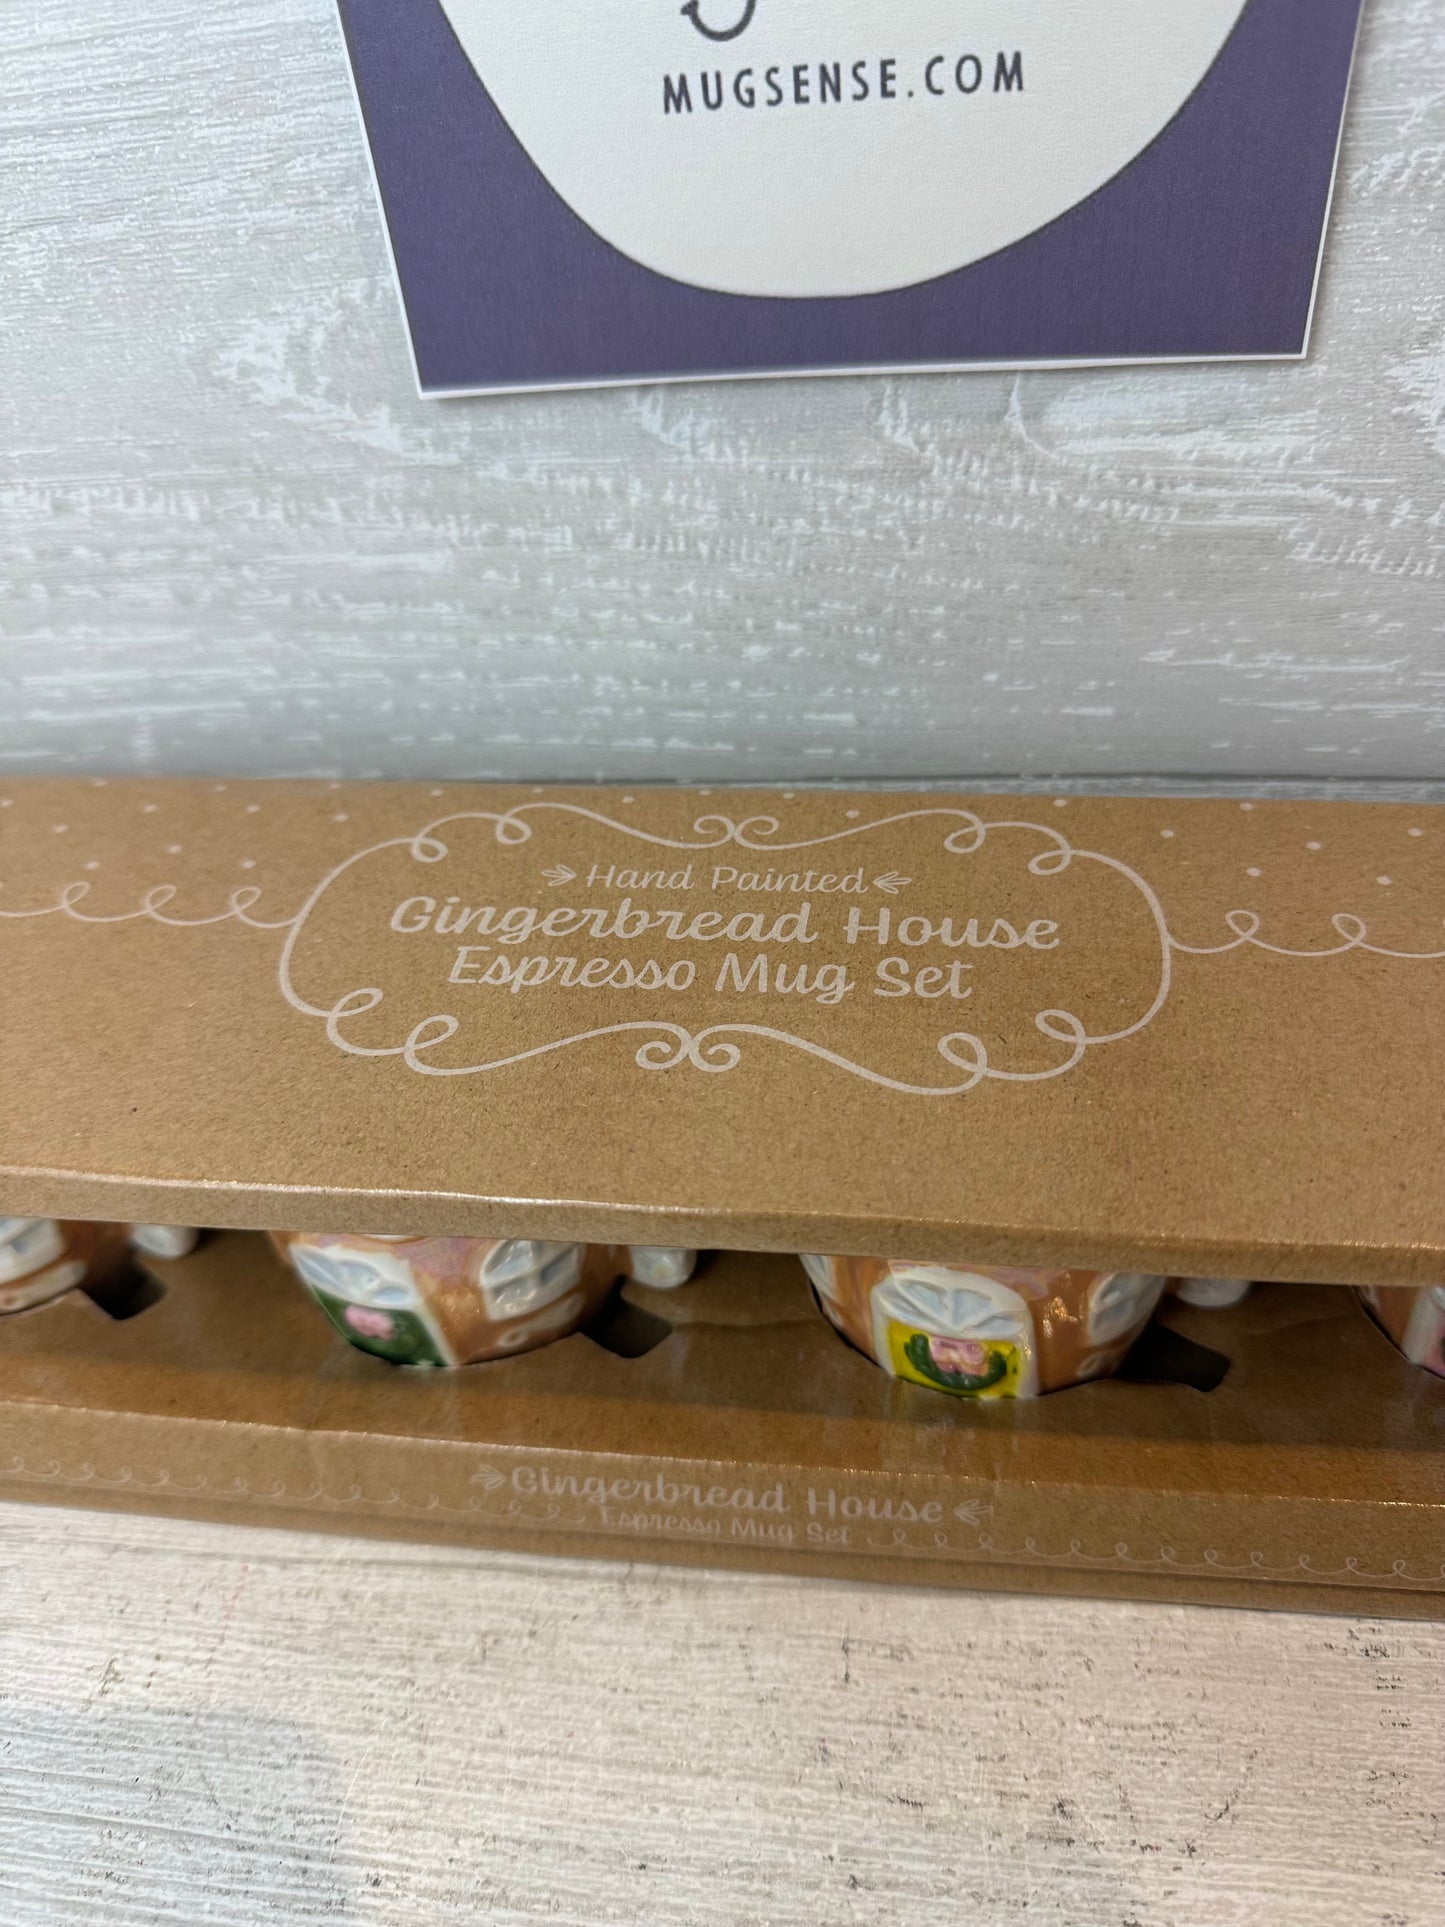 MUGSENSE.COM
Hand Painted
Gingerbread House
Espresso Mug Set
Gingerbread House
Espresso Mug Set